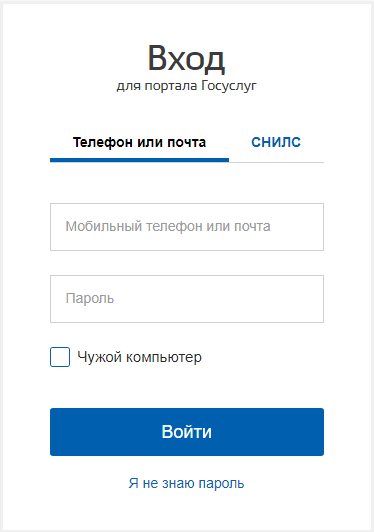 Вход
для портала Госуслуг
Телефон или почта СНИЛС
Мобильный телефон или почта
Пароль
Чужой компьютер
Войти
Я не знаю пароль